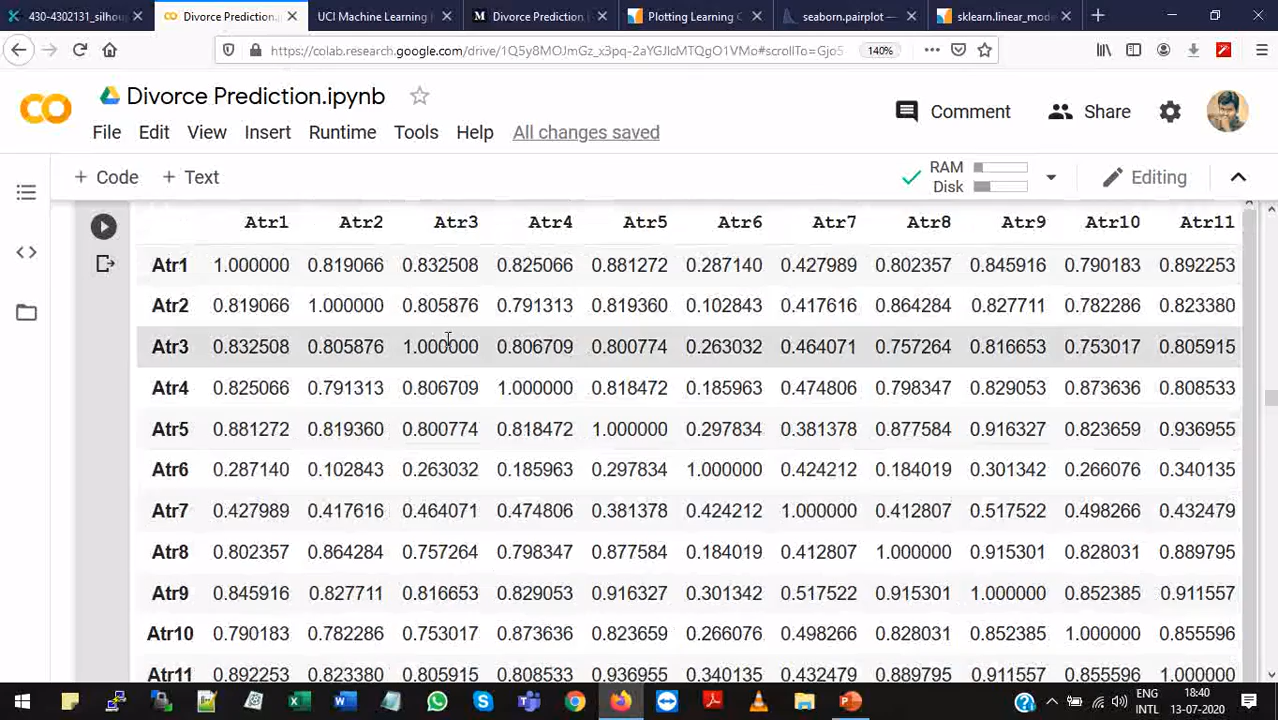 430-4302131_silhou
Divorce Prediction.
UCI Machine Learning
Divorce Prediction
Plotting Learning C
seaborn.pairplot —
sklearn.linear_mod
140%
Divorce Prediction.ipynb
Comment
Share
File Edit View Insert Runtime Tools Help All changes saved
+ Code + Text
RAM
Disk
Editing
Atr1 Atr2 Atr3 Atr4 Atr5 Atr6 Atr7 Atr8 Atr9 Atr10 Atr11
Atr1 1.000000 0.819066 0.832508 0.825066 0.881272 0.287140 0.427989 0.802357 0.845916 0.790183 0.892253
Atr2 0.819066 1.000000 0.805876 0.791313 0.819360 0.102843 0.417616 0.864284 0.827711 0.782286 0.823380
Atr3 0.832508 0.805876 1.000000 0.806709 0.800774 0.263032 0.464071 0.757264 0.816653 0.753017 0.805915
Atr4 0.825066 0.791313 0.806709 1.000000 0.818472 0.185963 0.474806 0.798347 0.829053 0.873636 0.808533
Atr5 0.881272 0.819360 0.800774 0.818472 1.000000 0.297834 0.381378 0.877584 0.916327 0.823659 0.936955
Atr6 0.287140 0.102843 0.263032 0.185963 0.297834 1.000000 0.424212 0.184019 0.301342 0.266076 0.340135
Atr7 0.427989 0.417616 0.464071 0.474806 0.381378 0.424212 1.000000 0.412807 0.517522 0.498266 0.432479
Atr8 0.802357 0.864284 0.757264 0.798347 0.877584 0.184019 0.412807 1.000000 0.915301 0.828031 0.889795
Atr9 0.845916 0.827711 0.816653 0.829053 0.916327 0.301342 0.517522 0.915301 1.000000 0.852385 0.911557
Atr10 0.790183 0.782286 0.753017 0.873636 0.823659 0.266076 0.498266 0.828031 0.852385 1.000000 0.855596
Atr11 0.892253 0.823380 0.805915 0.808533 0.936955 0.340135 0.432479 0.889795 0.911557 0.855596 1.000000
ENG
INTL
18:40
13-07-2020